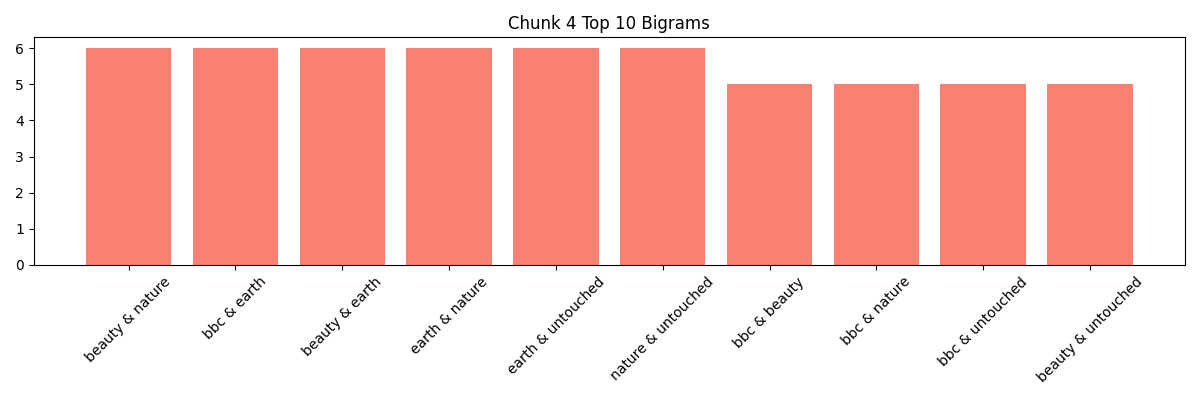 Chunk 4 Top 10 Bigrams
6
5
4
3
2
1
0
beauty & nature
bbc & earth
beauty & earth
earth & nature
earth & untouched
nature & untouched
bbc & beauty
bbc & nature
bbc & untouched
beauty & untouched